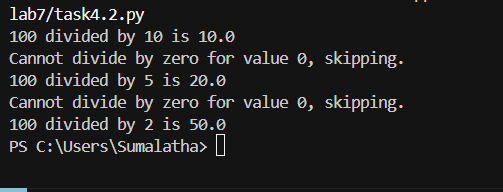 lab7/task4.2.py
100 divided by 10 is 10.0
Cannot divide by zero for value 0, skipping.
100 divided by 5 is 20.0
Cannot divide by zero for value 0, skipping.
100 divided by 2 is 50.0
PS C:\Users\Sumalatha>